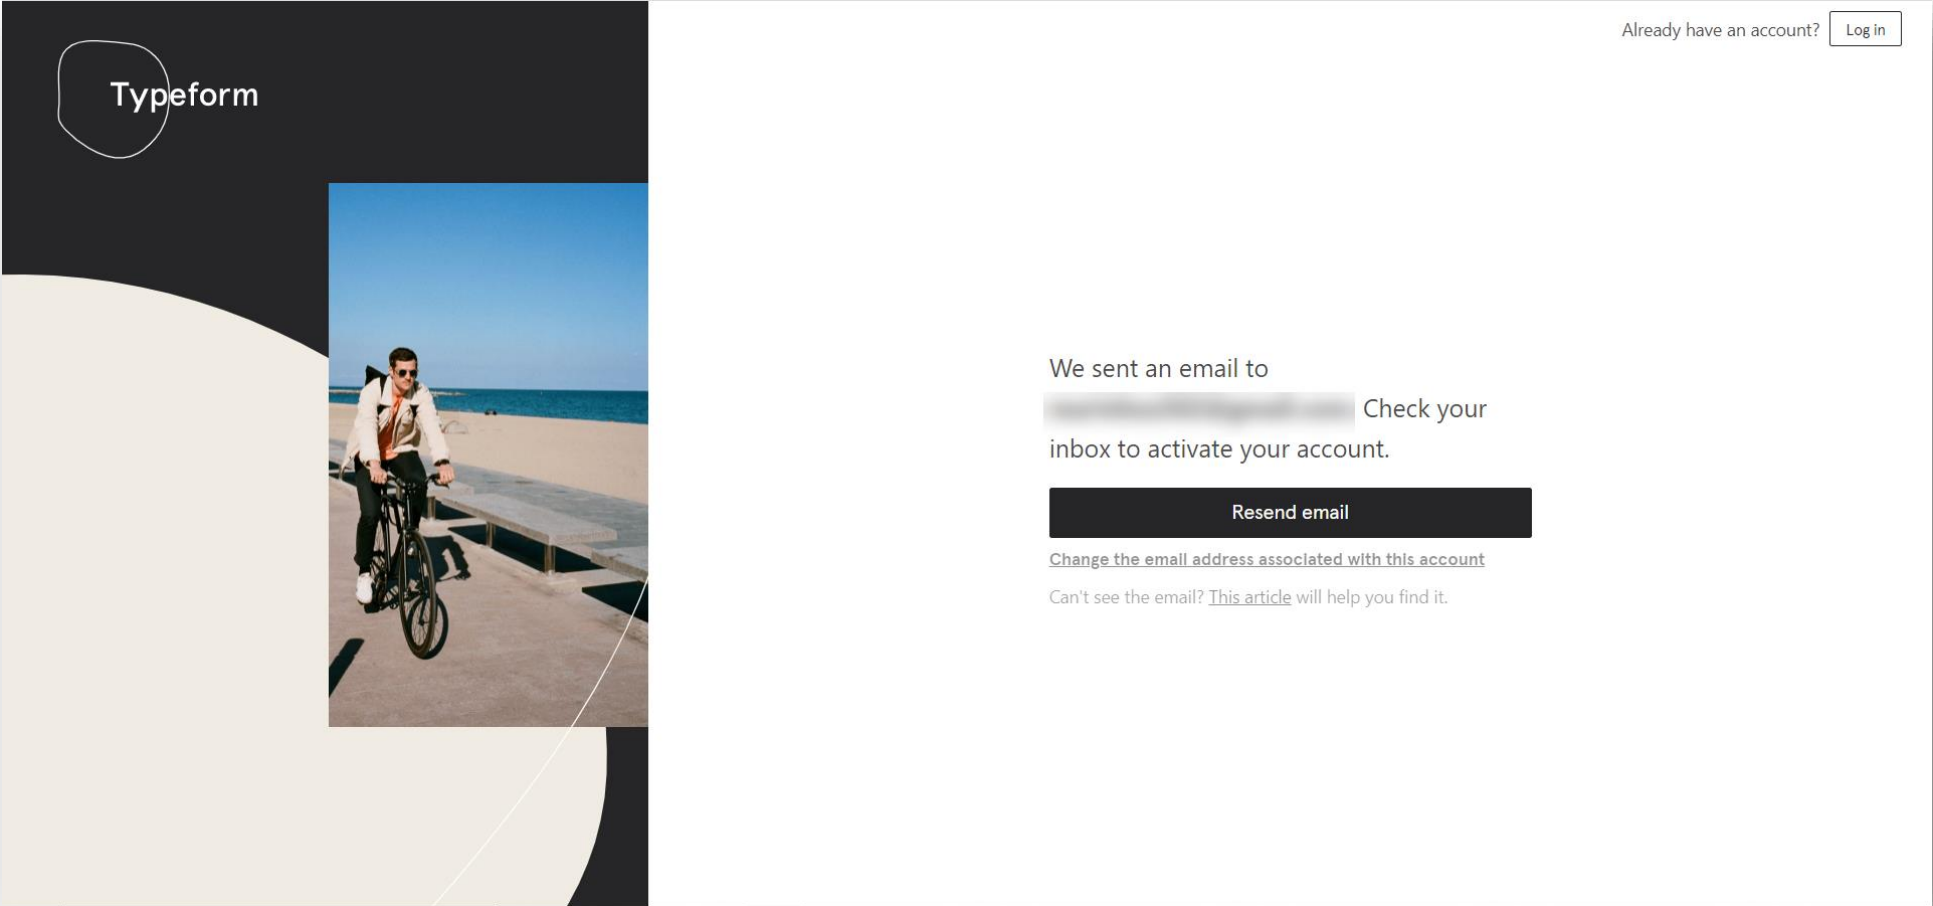 Typeform
Already have an account? Log in
We sent an email to
Check your
inbox to activate your account.
Resend email
Change the email address associated with this account
Can't see the email? This article will help you find it.